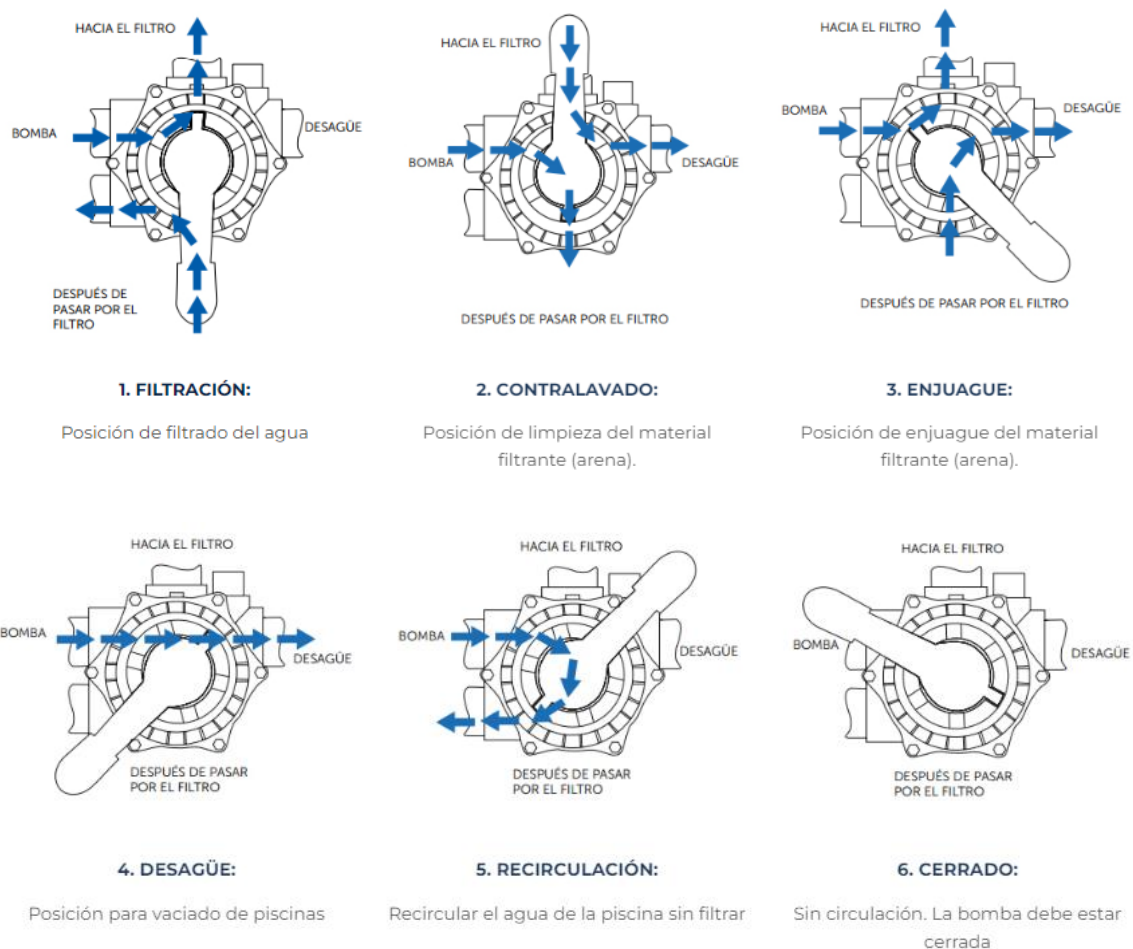 HACIA EL FILTRO
BOMBA
DESAGÜE
DESPUÉS DE
PASAR POR EL
FILTRO
1. FILTRACIÓN:
Posición de filtrado del agua
HACIA EL FILTRO
BOMBA
DESAGÜE
DESPUÉS DE PASAR POR EL FILTRO
2. CONTRALAVADO:
Posición de limpieza del material
filtrante (arena).
HACIA EL FILTRO
BOMBA
DESAGÜE
DESPUÉS DE PASAR POR EL FILTRO
3. ENJUAGUE:
Posición de enjuague del material
filtrante (arena).
HACIA EL FILTRO
BOMBA
DESAGÜE
DESPUÉS DE PASAR
POR EL FILTRO
4. DESAGÜE:
Posición para vaciado de piscinas
HACIA EL FILTRO
BOMBA
DESAGÜE
DESPUÉS DE PASAR
POR EL FILTRO
5. RECIRCULACIÓN:
Recircular el agua de la piscina sin filtrar
HACIA EL FILTRO
BOMBA
DESAGÜE
DESPUÉS DE PASAR
POR EL FILTRO
6. CERRADO:
Sin circulación. La bomba debe estar
cerrada